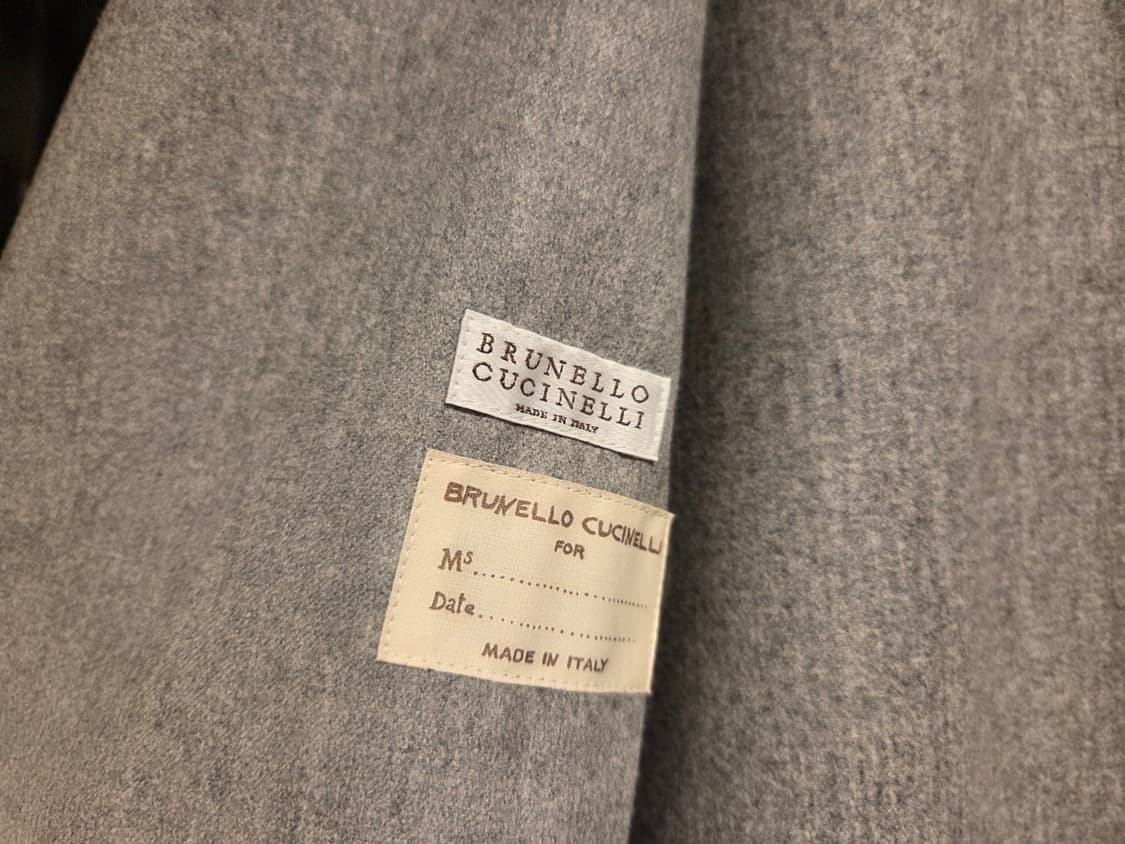 BRUNELLO
CUCINELLI
MADE IN ITALY
BRUNELLO CUCINELLI
FOR
Ms..............................
Date..............................
MADE IN ITALY